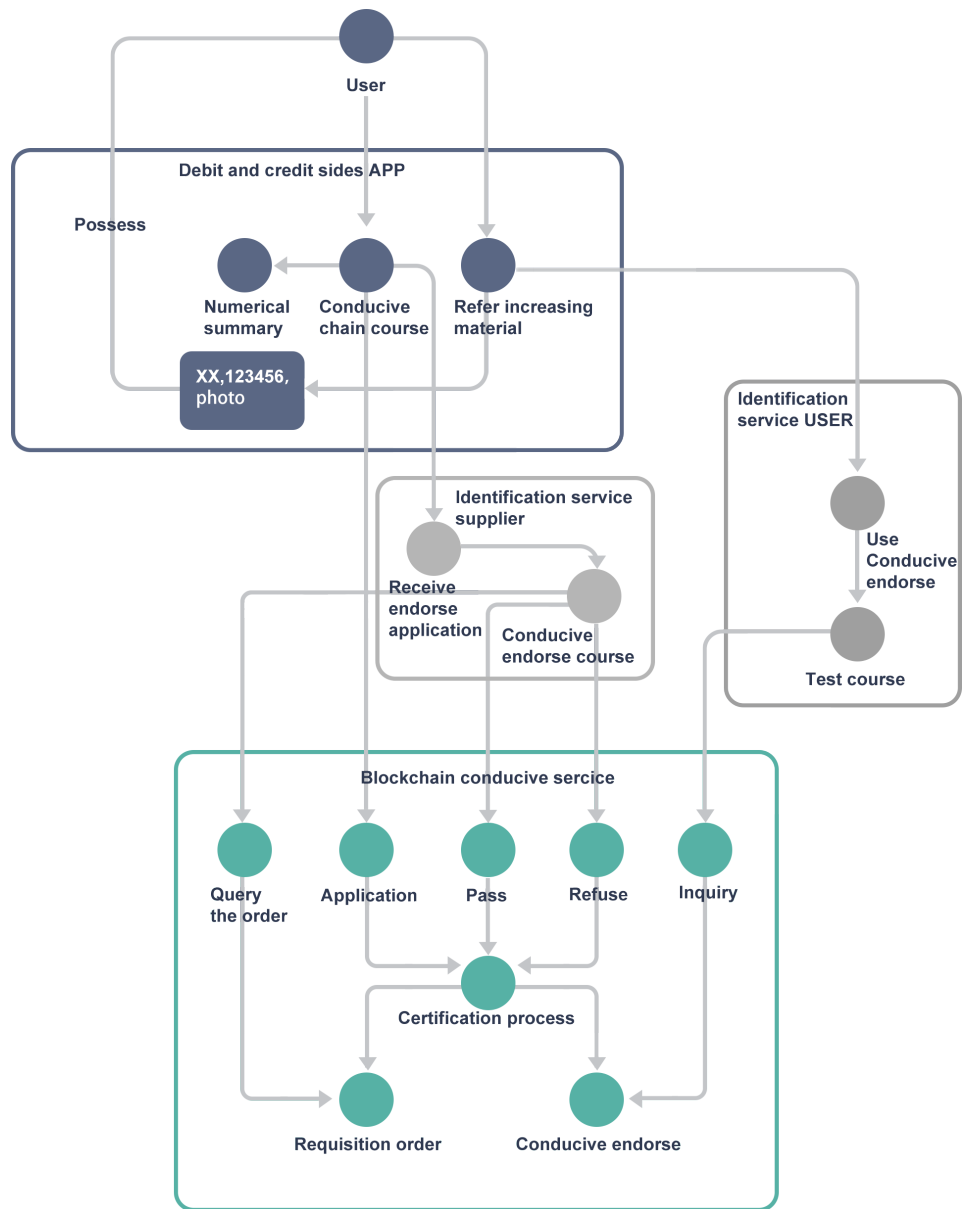 User
Debit and credit sides APP
Possess
Numerical
summary
Conducive
chain course
Refer increasing
material
XX,123456,
photo
Identification
service USER
Identification service
supplier
Use
Conducive
endorse
Receive
endorse
application
Conducive
endorse course
Test course
Blockchain conducive sercice
Query
the order
Application
Pass
Refuse
Inquiry
Certification process
Requisition order
Conducive endorse